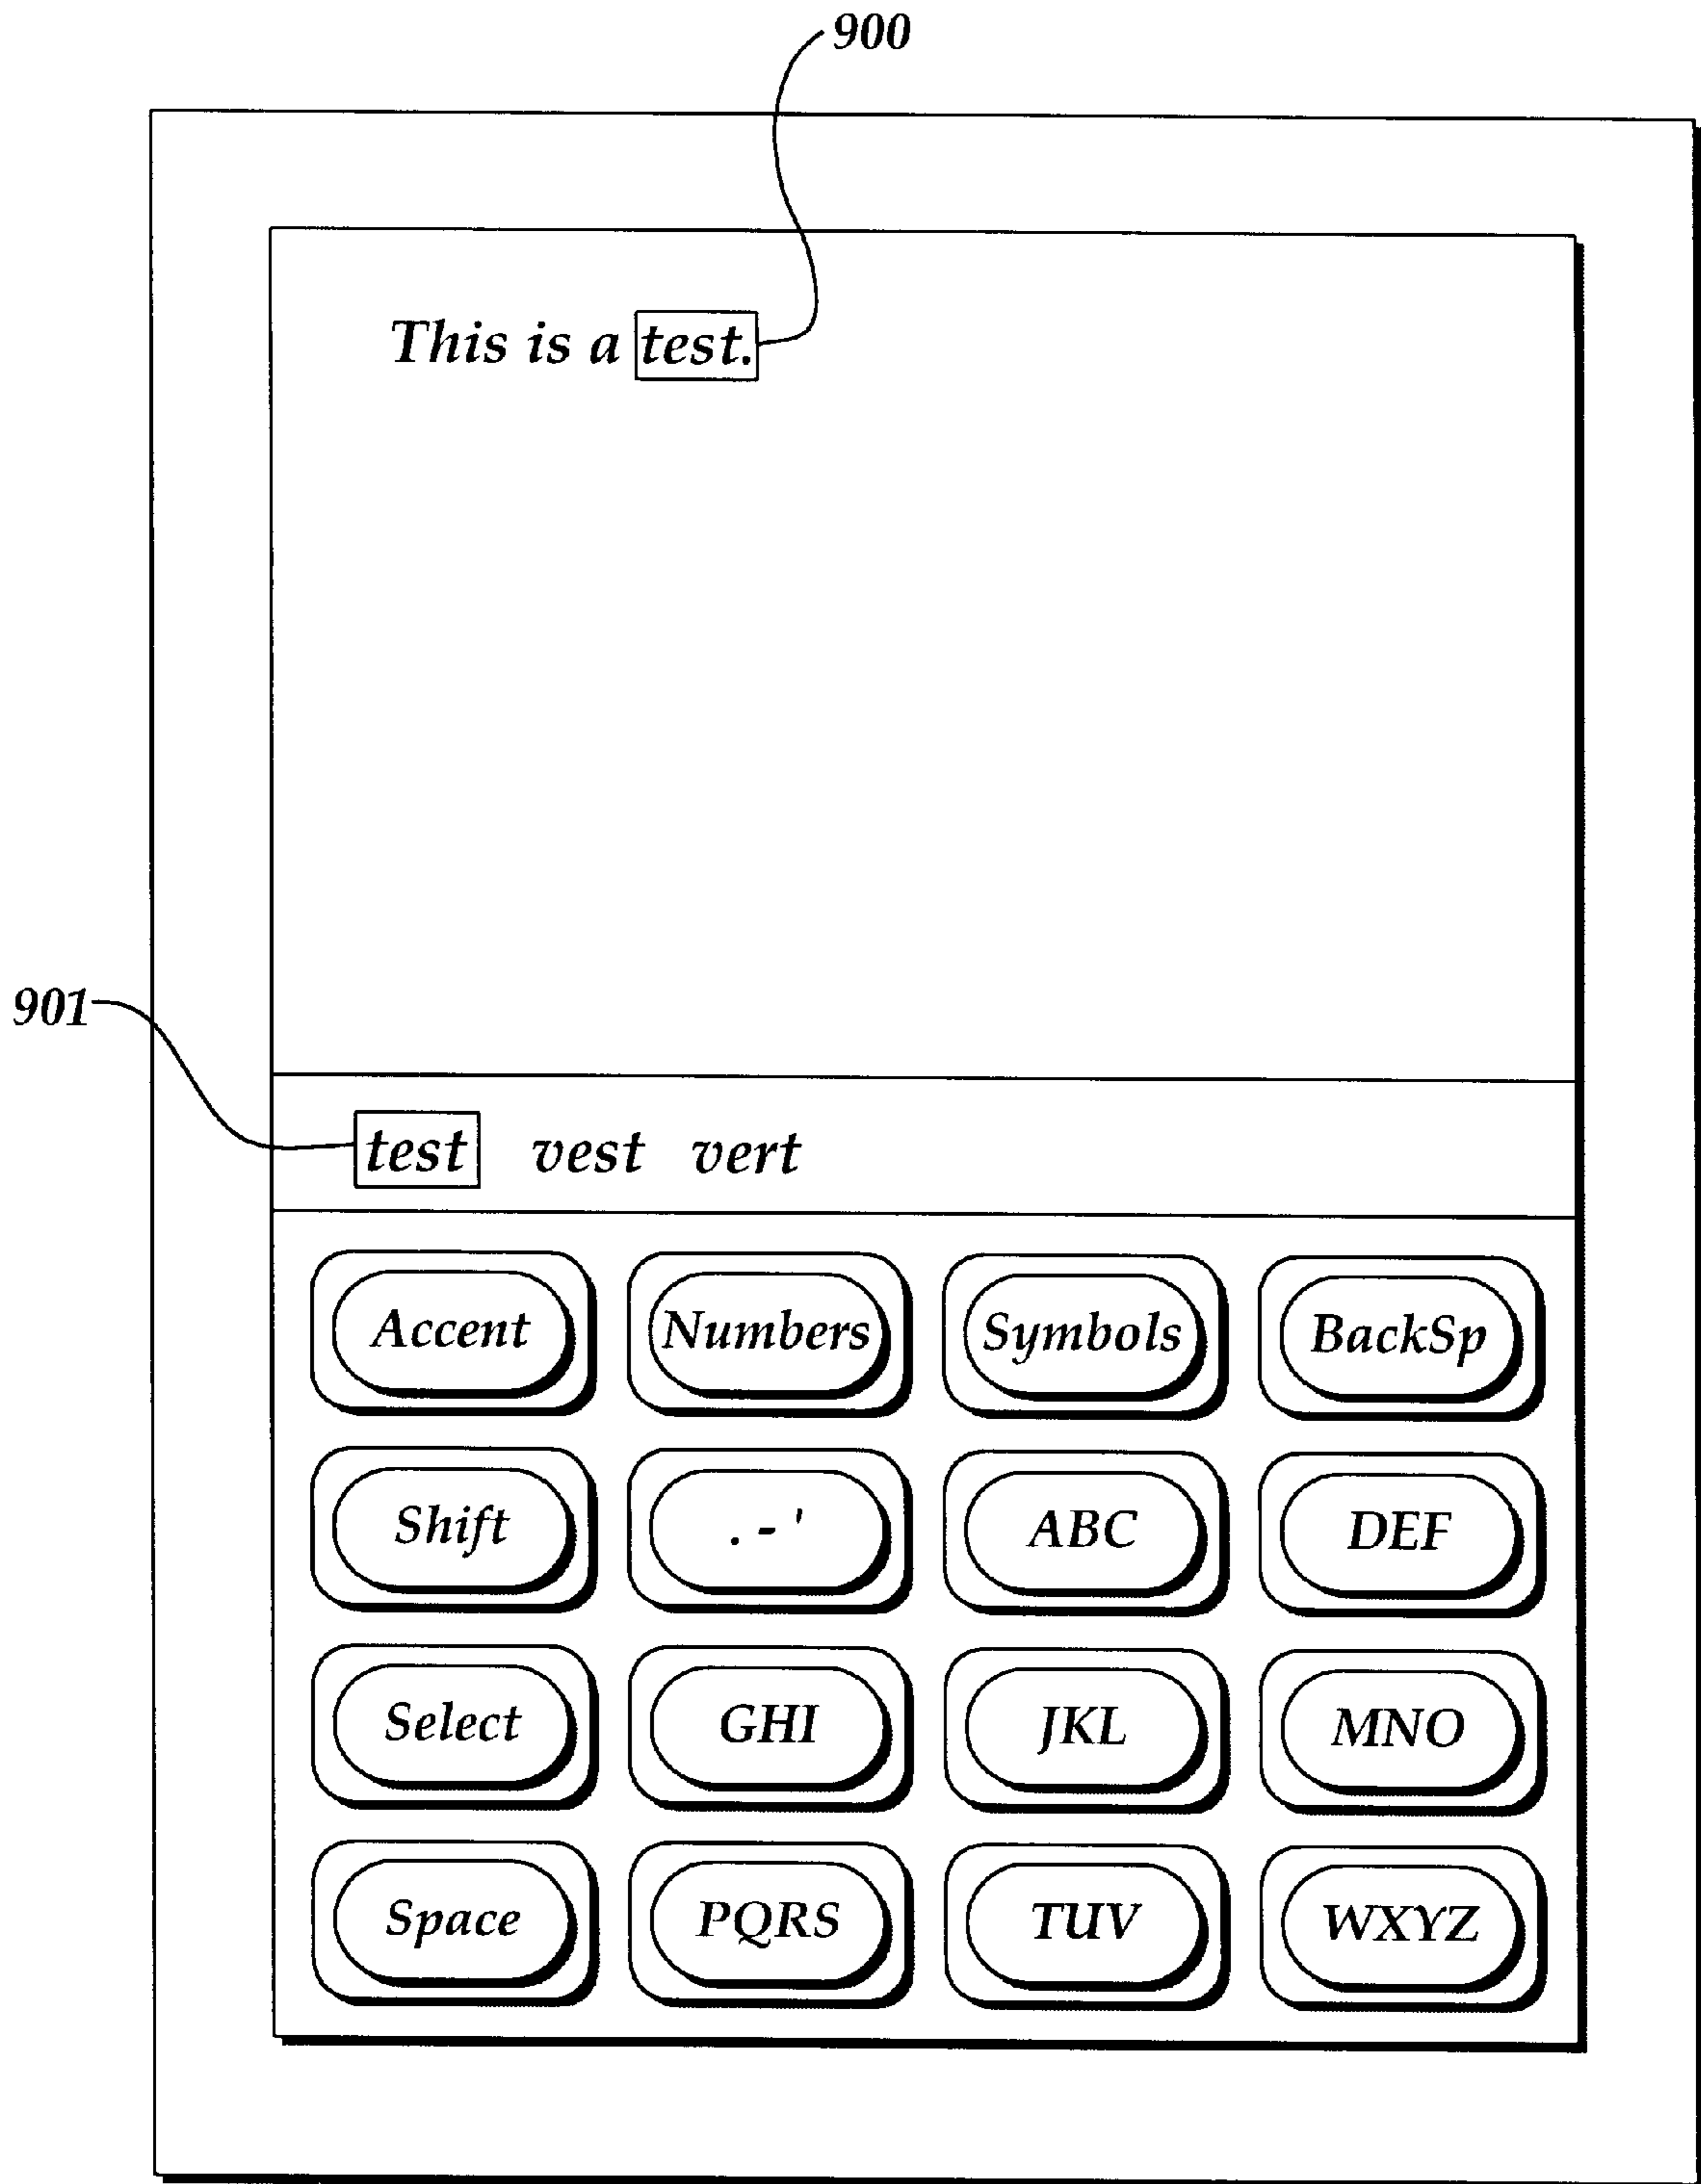 900
This is a test.
901
test vest vert
Accent Numbers Symbols BackSp
Shift . - ' ABC DEF
Select GHI JKL MNO
Space PQRS TUV WXYZ